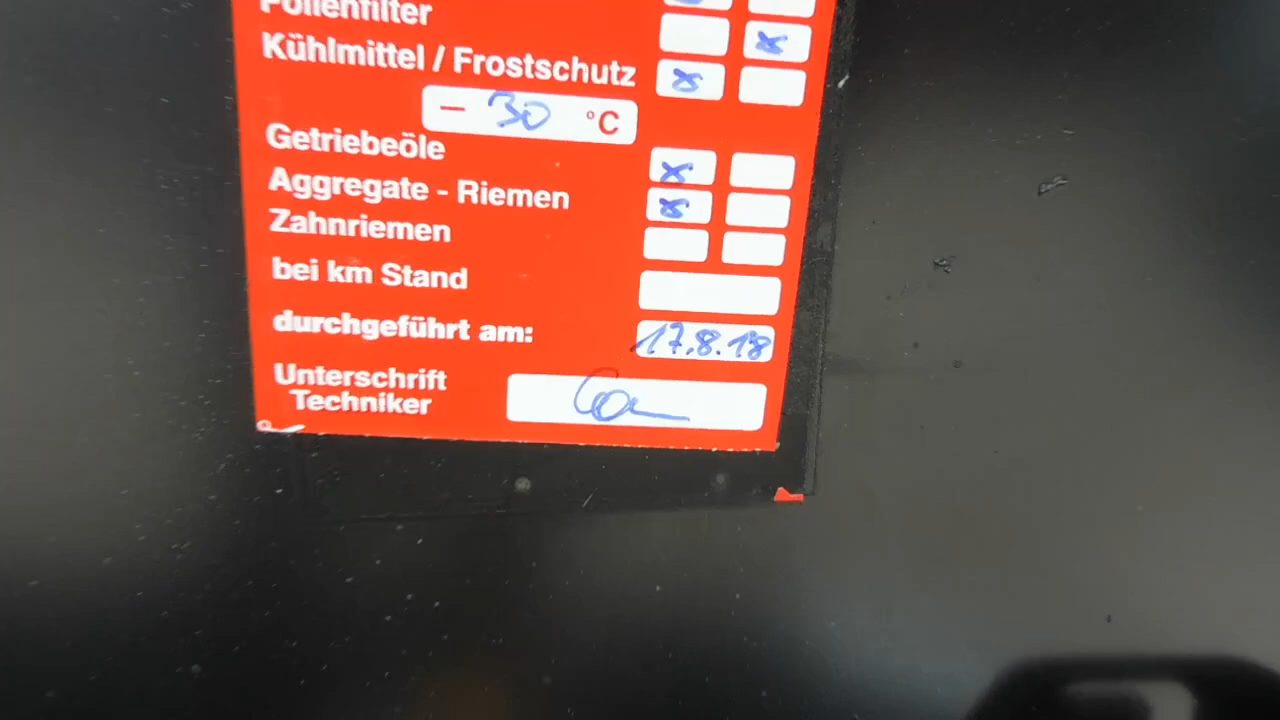 Pollenfilter
Kühlmittel / Frostschutz
- 30 °C
Getriebeöle
Aggregate - Riemen
Zahnriemen
bei km Stand
durchgeführt am: 17.8.18
Unterschrift
Techniker